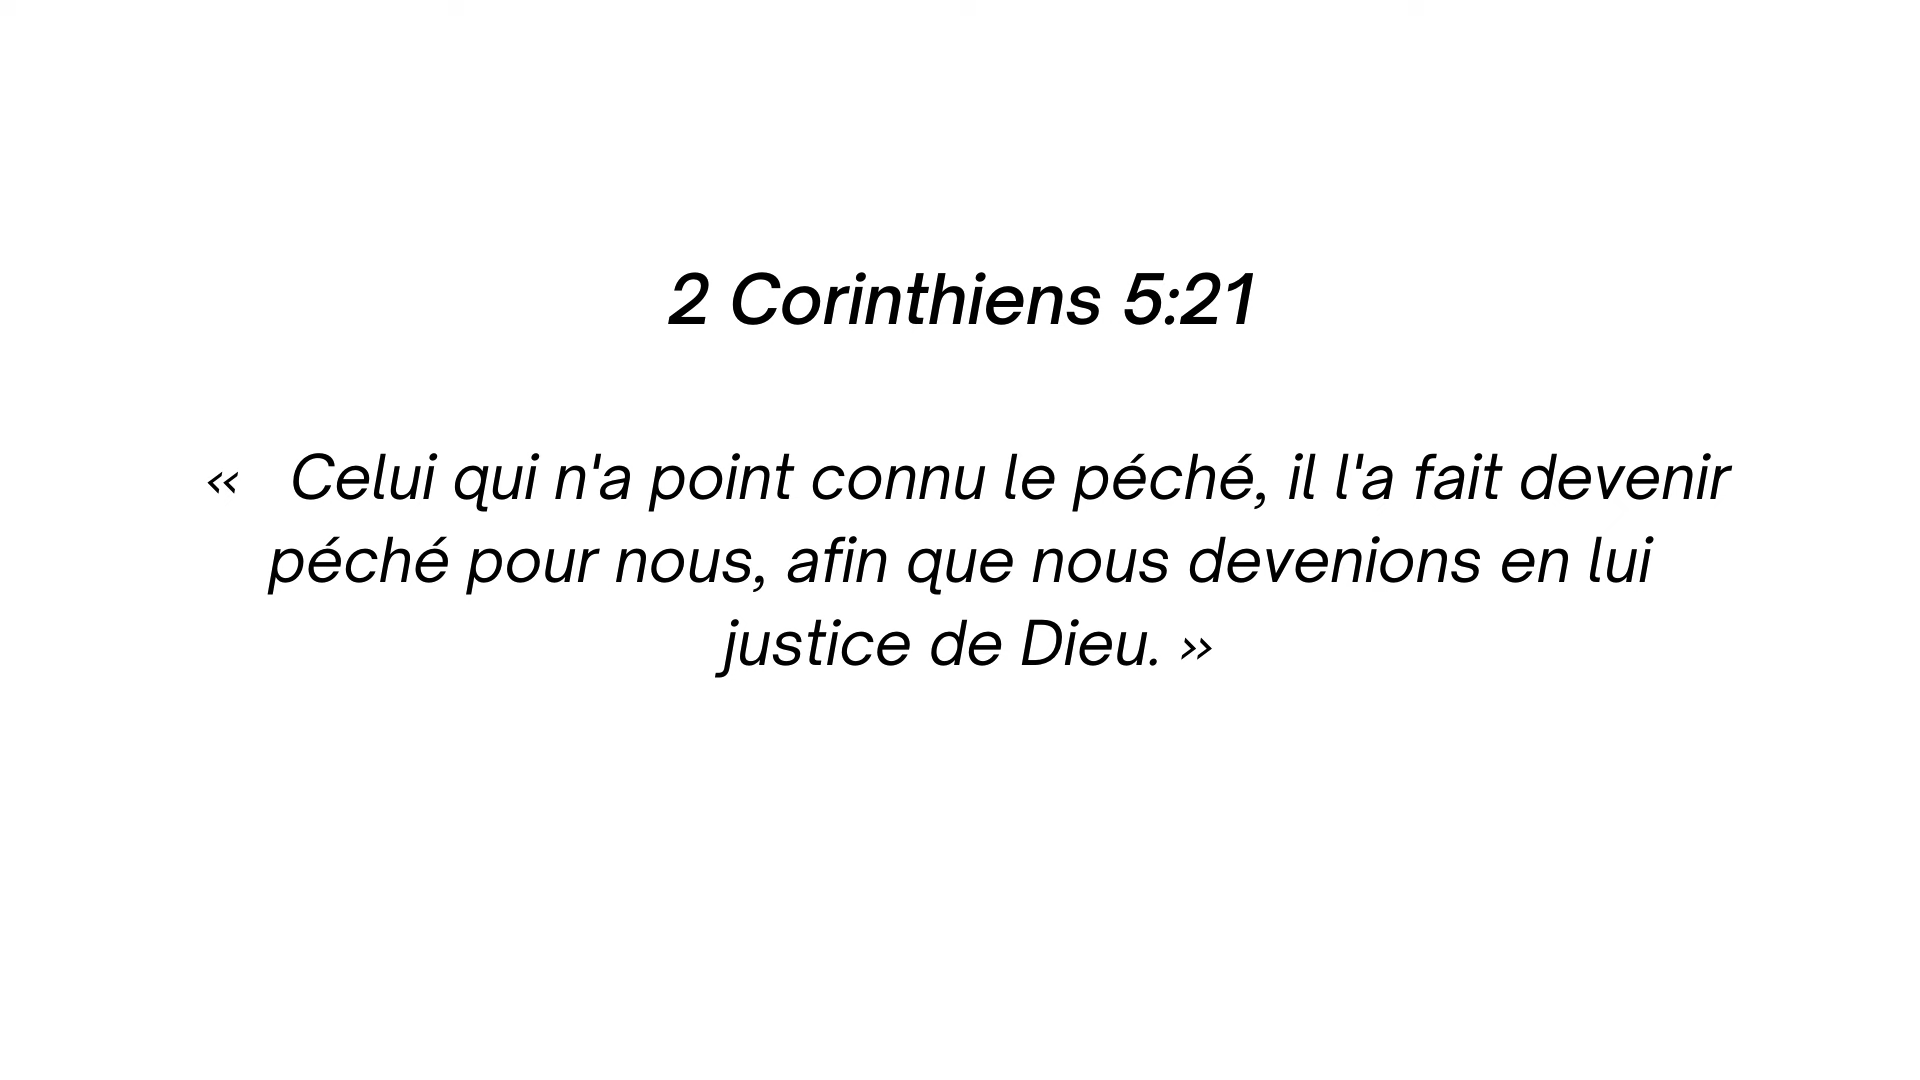 2 Corinthiens 5:21
«   Celui qui n'a point connu le péché, il l'a fait devenir
péché pour nous, afin que nous devenions en lui
justice de Dieu. »